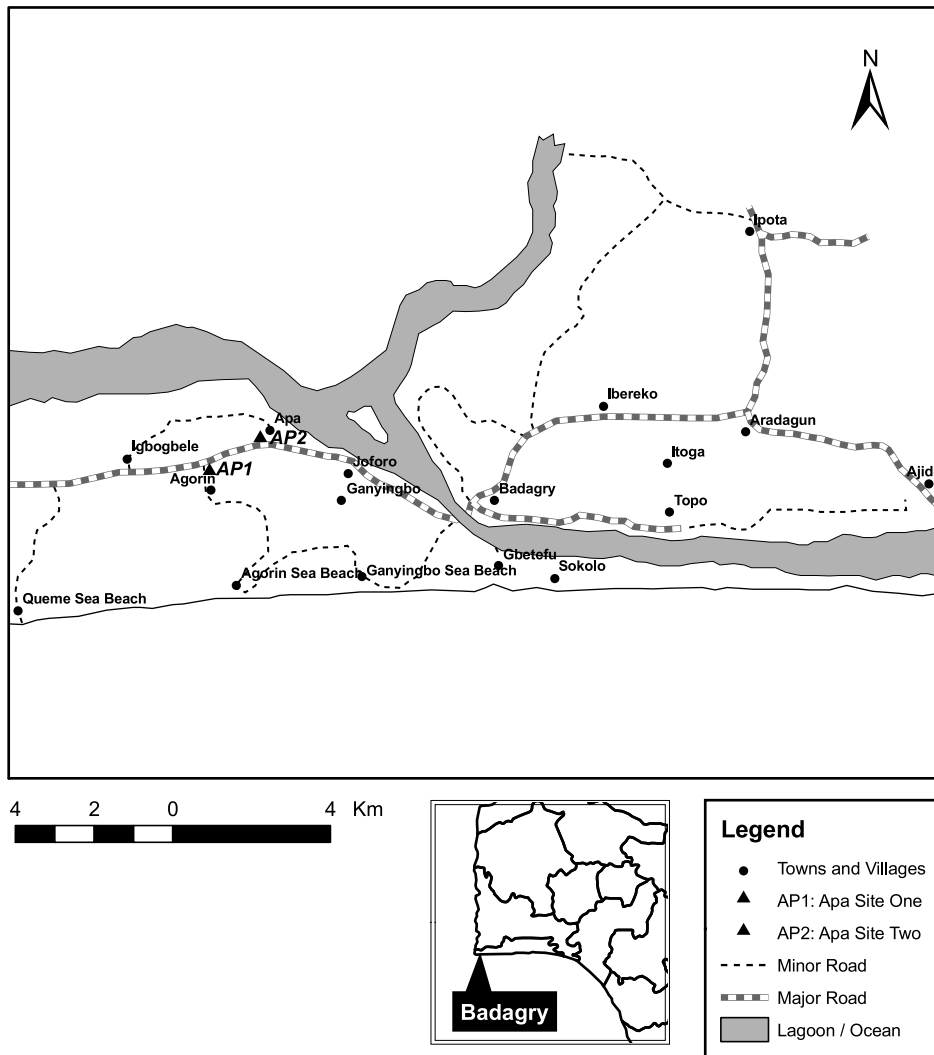 N
Ipota
Ibereko
Apa
AP2
Aradagun
Igbogbele
AP1
Joforo
Itoga
Ajid
Agorin
Ganyingbo
Badagry
Topo
Gbetefu
Agorin Sea Beach
Ganyingbo Sea Beach
Sokolo
Queme Sea Beach
4 2 0 4 Km
Badagry
Legend
Towns and Villages
AP1: Apa Site One
AP2: Apa Site Two
Minor Road
Major Road
Lagoon / Ocean